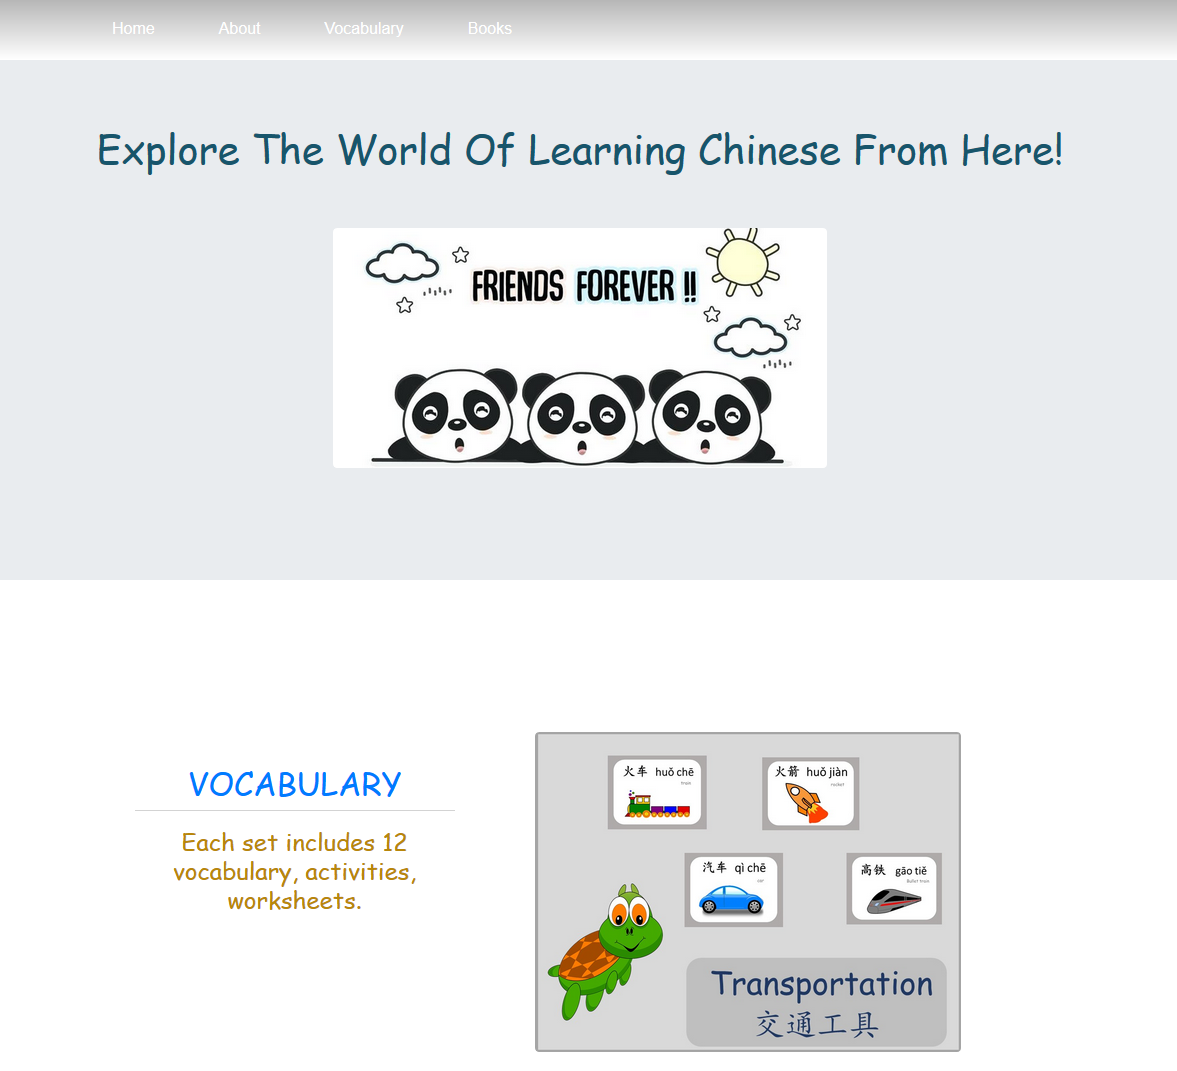 Home About Vocabulary Books
Explore The World Of Learning Chinese From Here!
FRIENDS FOREVER !!
VOCABULARY
Each set includes 12
vocabulary, activities,
worksheets.
火车 huǒ chē
train
火箭 huǒ jiàn
rocket
汽车 qì chē
car
高铁 gāo tiě
Bullet train
Transportation
交通工具